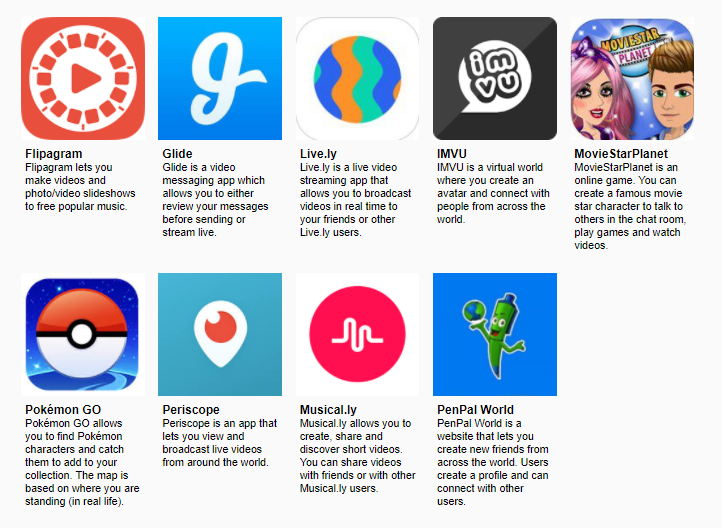 imvu
MOVIESTAR
PLANET
Flipagram
Flipagram lets you
make videos and
photo/video slideshows
to free popular music.
Glide
Glide is a video
messaging app which
allows you to either
review your messages
before sending or
stream live.
Live.ly
Live.ly is a live video
streaming app that
allows you to broadcast
videos in real time to
your friends or other
Live.ly users.
IMVU
IMVU is a virtual world
where you create an
avatar and connect with
people from across the
world.
MovieStarPlanet
MovieStarPlanet is an
online game. You can
create a famous movie
star character to talk to
others in the chat room,
play games and watch
videos.
Pokémon GO
Pokémon GO allows
you to find Pokémon
characters and catch
them to add to your
collection. The map is
based on where you are
standing (in real life).
Periscope
Periscope is an app that
lets you view and
broadcast live videos
from around the world.
Musical.ly
Musical.ly allows you to
create, share and
discover short videos.
You can share videos
with friends or with other
Musical.ly users.
PenPal World
PenPal World is a
website that lets you
create new friends from
across the world. Users
create a profile and can
connect with other
users.